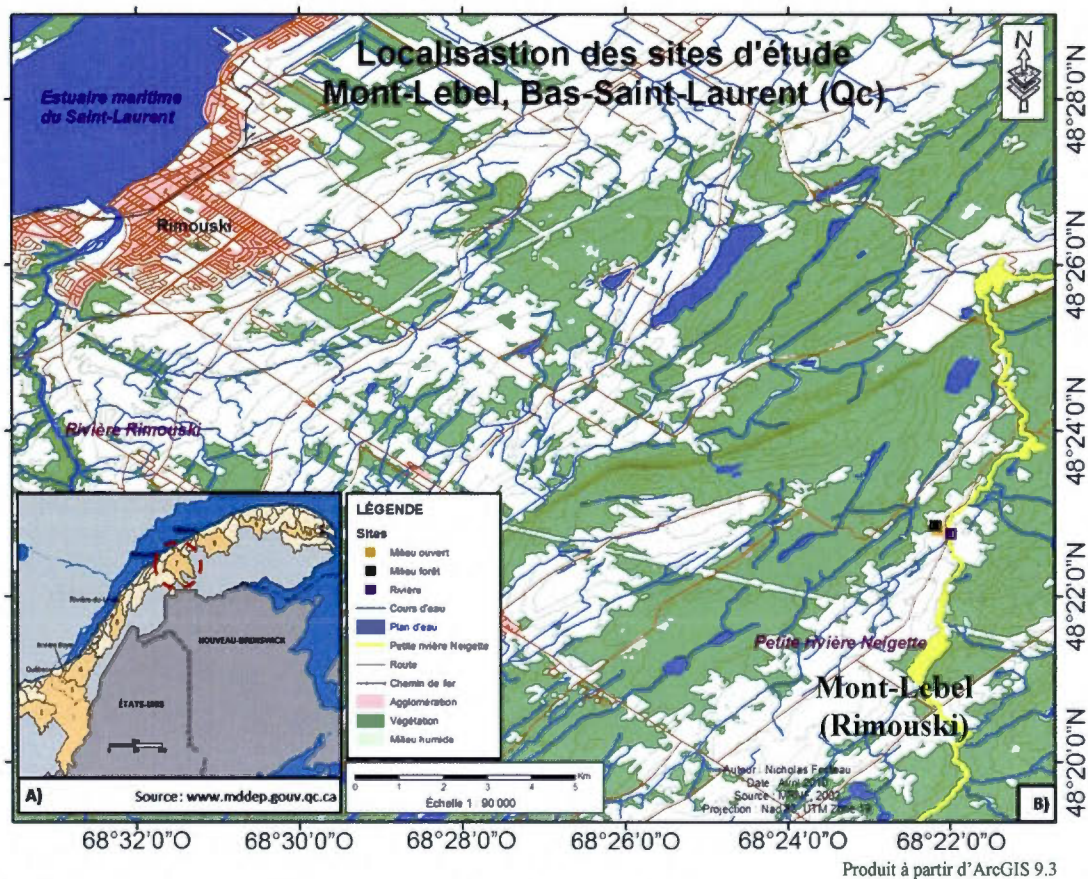 Localisastion des sites d'étude
Mont-Lebel, Bas-Saint-Laurent (Qc)
N
Estuaire maritime
du Saint-Laurent
Rimouski
Rivière Rimouski
Petite rivière Neigette
Mont-Lebel
(Rimouski)
48°28'0"N
48°26'0"N
48°24'0"N
48°22'0"N
48°20'0"N
NOUVEAU-BRUNSWICK
ÉTATS-UNIS
A)
Source : www.mddep.gouv.qc.ca
LÉGENDE
Sites
Milieu ouvert
Milieu forêt
Rivière
Cours d'eau
Plan d'eau
Petite rivière Neigette
Route
Chemin de fer
Agglomération
Végétation
Milieu humide
0 1 2 3 4 5 Km
Échelle 1 : 90 000
Auteur : Nicholas
Date : Avril
Source :
Projection : UTM Zone
B)
68°32'0"O 68°30'0"O 68°28'0"O 68°26'0"O 68°24'0"O 68°22'0"O
Produit à partir d'ArcGIS 9.3